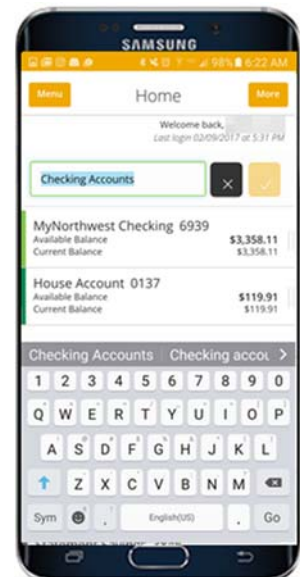 SAMSUNG
98% 6:22 AM
Menu Home More
Welcome back,
Last login 02/09/2017 at 5:31 PM
Checking Accounts
MyNorthwest Checking 6939
Available Balance $3,358.11
Current Balance $3,358.11
House Account 0137
Available Balance $119.91
Current Balance $119.91
Checking Accounts Checking accou
1 2 3 4 5 6 7 8 9 0
Q W E R T Y U I O P
A S D F G H J K L
Z X C V B N M
Sym , English(US) . Go